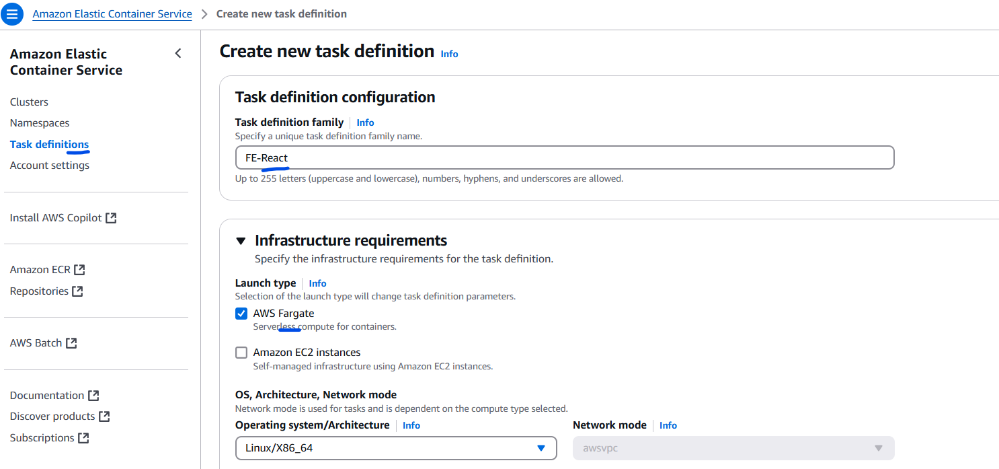 Amazon Elastic Container Service > Create new task definition
Amazon Elastic
Container Service
Clusters
Namespaces
Task definitions
Account settings
Install AWS Copilot
Amazon ECR
Repositories
AWS Batch
Documentation
Discover products
Subscriptions
Create new task definition Info
Task definition configuration
Task definition family Info
Specify a unique task definition family name.
FE-React
Up to 255 letters (uppercase and lowercase), numbers, hyphens, and underscores are allowed.
Infrastructure requirements
Specify the infrastructure requirements for the task definition.
Launch type Info
Selection of the launch type will change task definition parameters.
AWS Fargate
Serverless compute for containers.
Amazon EC2 instances
Self-managed infrastructure using Amazon EC2 instances.
OS, Architecture, Network mode
Network mode is used for tasks and is dependent on the compute type selected.
Operating system/Architecture Info
Linux/X86_64
Network mode Info
awsvpc